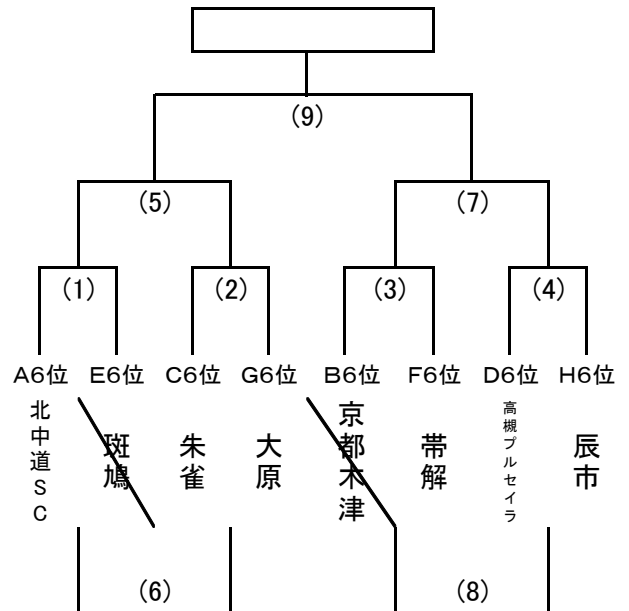 (9)
(5) (7)
(1) (2) (3) (4)
A6位 E6位 C6位 G6位 B6位 F6位 D6位 H6位
北中道SC
斑鳩
朱雀
大原
京都木津
帯解
高槻プルセイラ
辰市
(6) (8)